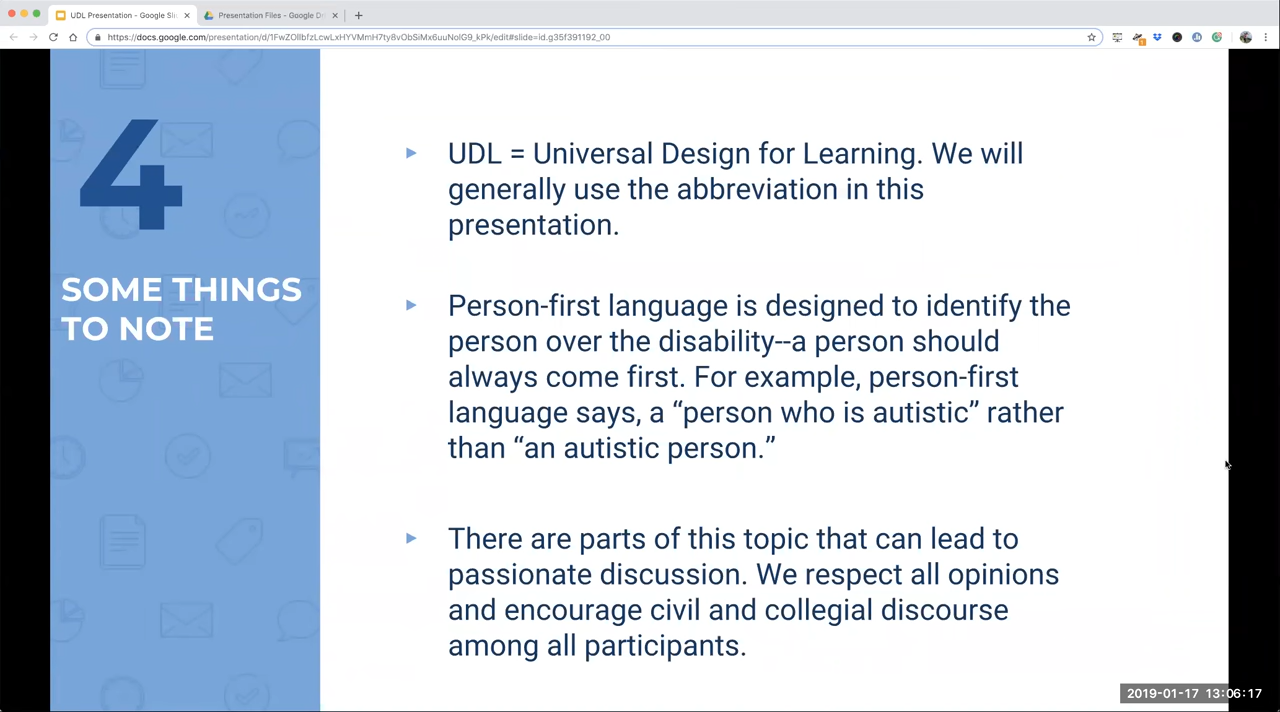 UDL Presentation - Google Sli
Presentation Files - Google Dr
https://docs.google.com/presentation/d/1FwZOllbfzLcwLxHYVMmH7ty8vObSiMx6uuNolG9_kPk/edit#slide=id.g35f391192_00
4
SOME THINGS
TO NOTE
UDL = Universal Design for Learning. We will
generally use the abbreviation in this
presentation.
Person-first language is designed to identify the
person over the disability--a person should
always come first. For example, person-first
language says, a “person who is autistic” rather
than “an autistic person.”
There are parts of this topic that can lead to
passionate discussion. We respect all opinions
and encourage civil and collegial discourse
among all participants.
2019-01-17 13:06:17